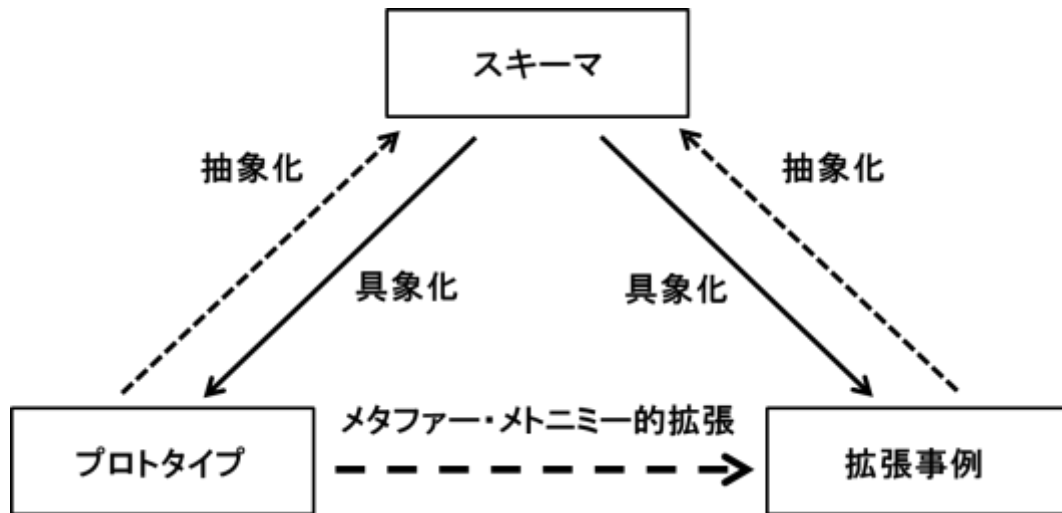 スキーマ
抽象化
抽象化
具象化
具象化
メタファー・メトニミー的拡張
プロトタイプ
拡張事例